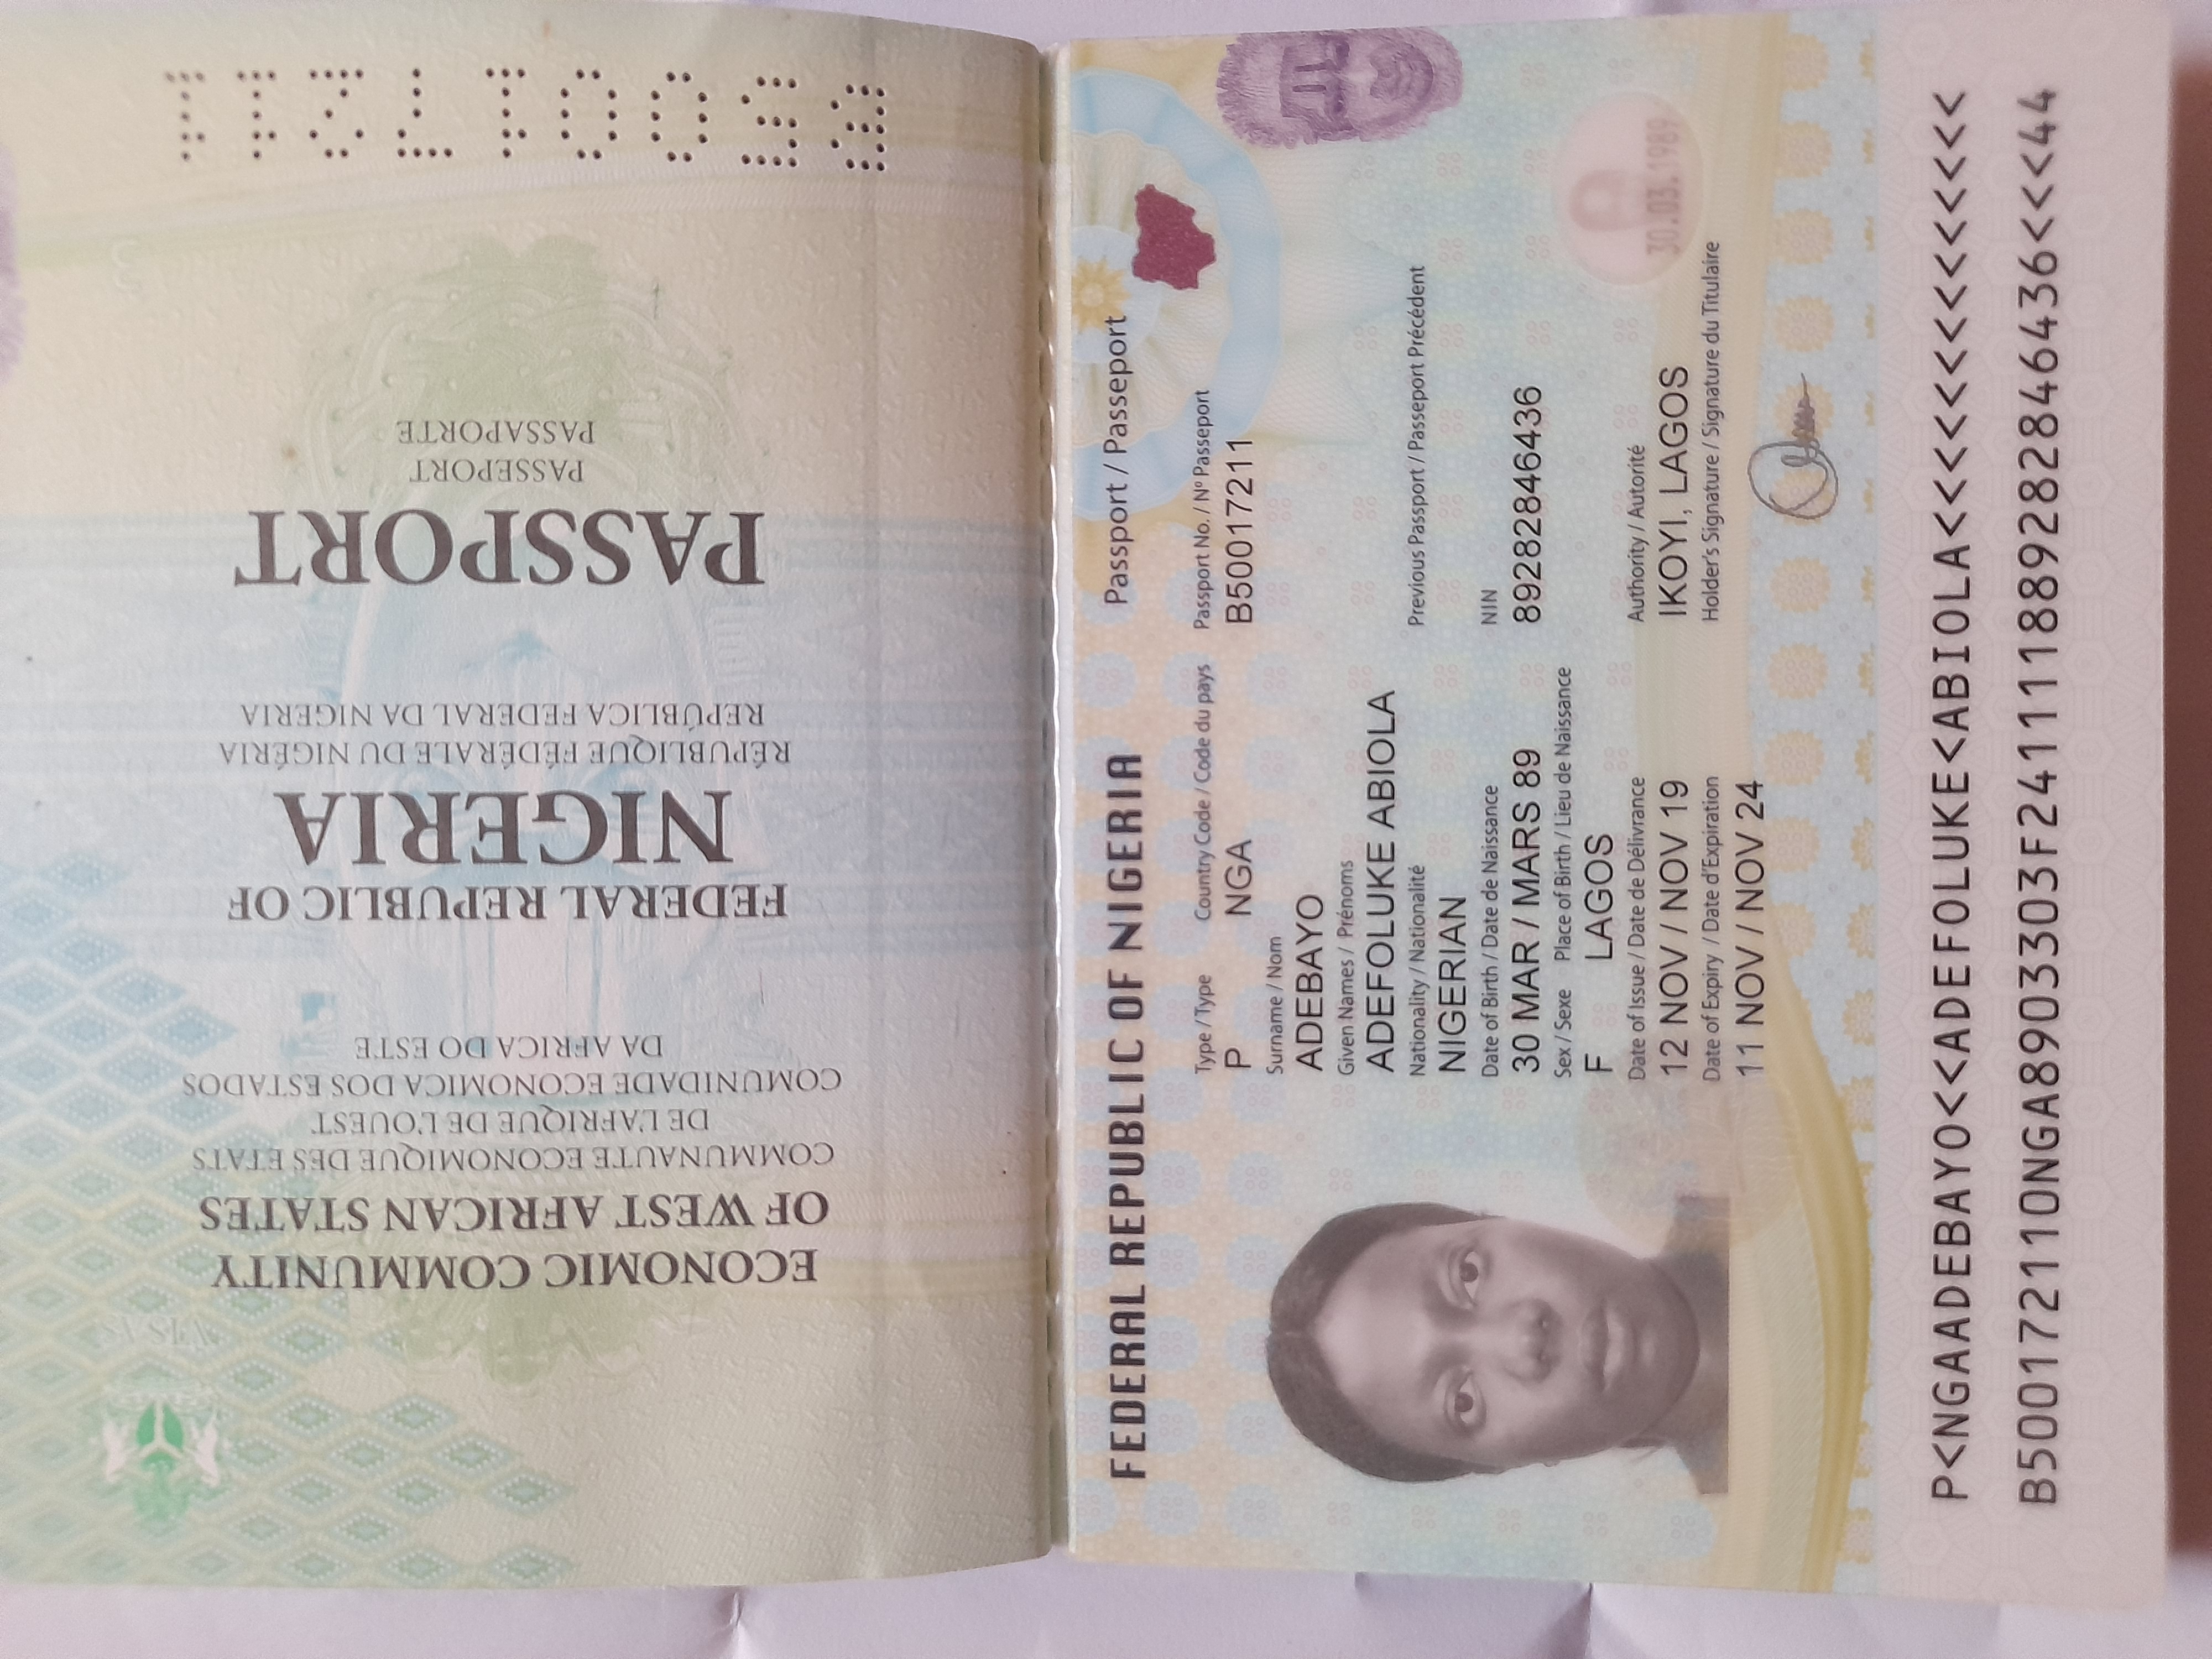 VISAS
ECONOMIC COMMUNITY
OF WEST AFRICAN STATES
COMMUNAUTE ECONOMIQUE DES ETATS
DE L'AFRIQUE DE L'OUEST
COMUNIDADE ECONOMICA DOS ESTADOS
DA AFRICA DO ESTE
FEDERAL REPUBLIC OF
NIGERIA
RÉPUBLIQUE FÉDÉRALE DU NIGÉRIA
REPÚBLICA FEDERAL DA NIGERIA
PASSPORT
PASSEPORT
PASSAPORTE
B50017211
FEDERAL REPUBLIC OF NIGERIA Passport / Passeport
Type / Type Country Code / Code du pays Passport No. / Nº Passeport
P NGA B50017211
Surname / Nom
ADEBAYO
Given Names / Prénoms
ADEFOLUKE ABIOLA
Nationality / Nationalité Previous Passport / Passeport Précédent
NIGERIAN
Date of Birth / Date de Naissance NIN
30 MAR / MARS 89 89282846436
Sex / Sexe Place of Birth / Lieu de Naissance
F LAGOS
Date of Issue / Date de Délivrance Authority / Autorité
12 NOV / NOV 19 IKOYI, LAGOS
30.03.1989
Date of Expiry / Date d'Expiration Holder's Signature / Signature du Titulaire
11 NOV / NOV 24
P<NGAADEBAYO<<ADEFOLUKE<ABIOLA<<<<<<<<<<<<<<
B500172110NGA8903303F24111188928284643​6<<<44